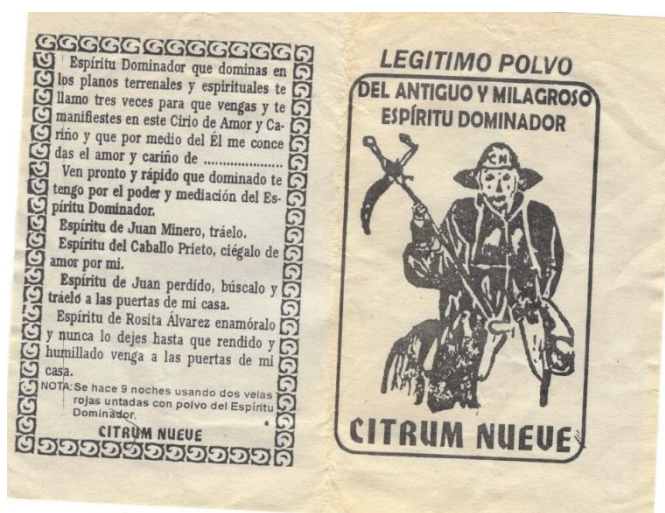 Espíritu Dominador que dominas en
los planos terrenales y espirituales te
llamo tres veces para que vengas y te
manifiestes en este Cirio de Amor y Ca-
riño y que por medio del Él me conce
das el amor y cariño de ......................
Ven pronto y rápido que dominado te
tengo por el poder y mediación del Es-
píritu Dominador.
Espíritu de Juan Minero, tráelo.
Espíritu del Caballo Prieto, ciégalo de
amor por mi.
Espíritu de Juan perdido, búscalo y
tráelo a las puertas de mi casa.
Espíritu de Rosita Álvarez enamóralo
y nunca lo dejes hasta que rendido y
humillado venga a las puertas de mi
casa.
NOTA: Se hace 9 noches usando dos velas
rojas untadas con polvo del Espíritu
Dominador.
CITRUM NUEVE
LEGITIMO POLVO
DEL ANTIGUO Y MILAGROSO
ESPÍRITU DOMINADOR
CN
CITRUM NUEVE